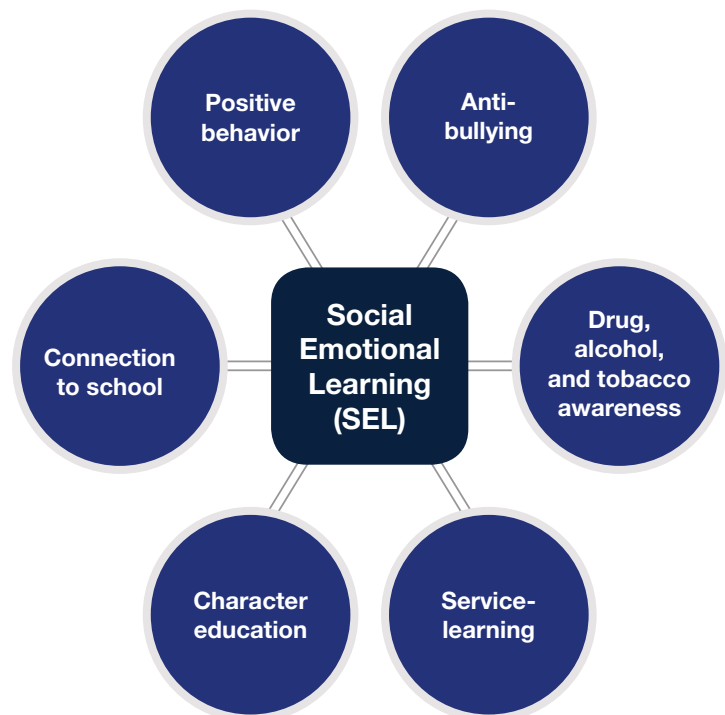 Positive
behavior
Anti-
bullying
Connection
to school
Social
Emotional
Learning
(SEL)
Drug,
alcohol,
and tobacco
awareness
Character
education
Service-
learning